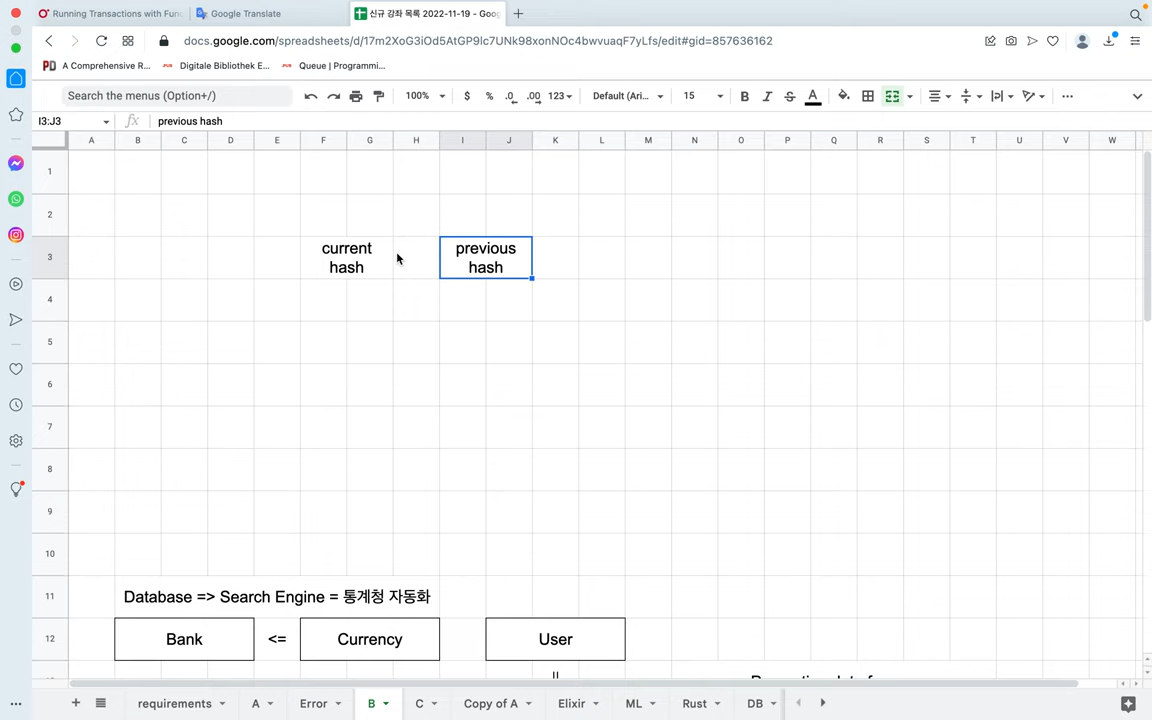 Running Transactions with Func
Google Translate
신규 강좌 목록 2022-11-19 - Goog
docs.google.com/spreadsheets/d/17m2XoG3iOd5AtGP9lc7UNk98xonNOc4bwvuaqF7yLfs/edit#gid=857636162
PD A Comprehensive R...
PUB Digitale Bibliothek E...
PUB Queue | Programmi...
Search the menus (Option+/)
100%
$ % .0 .00 123
Default (Ari...
15
B I S A
I3:J3
fx previous hash
A B C D E F G H I J K L M N O P Q R S T U V W
1
2
3
current
hash
previous
hash
4
5
6
7
8
9
10
11
Database => Search Engine = 통계청 자동화
12
Bank <= Currency User
requirements A Error B C Copy of A Elixir ML Rust DB